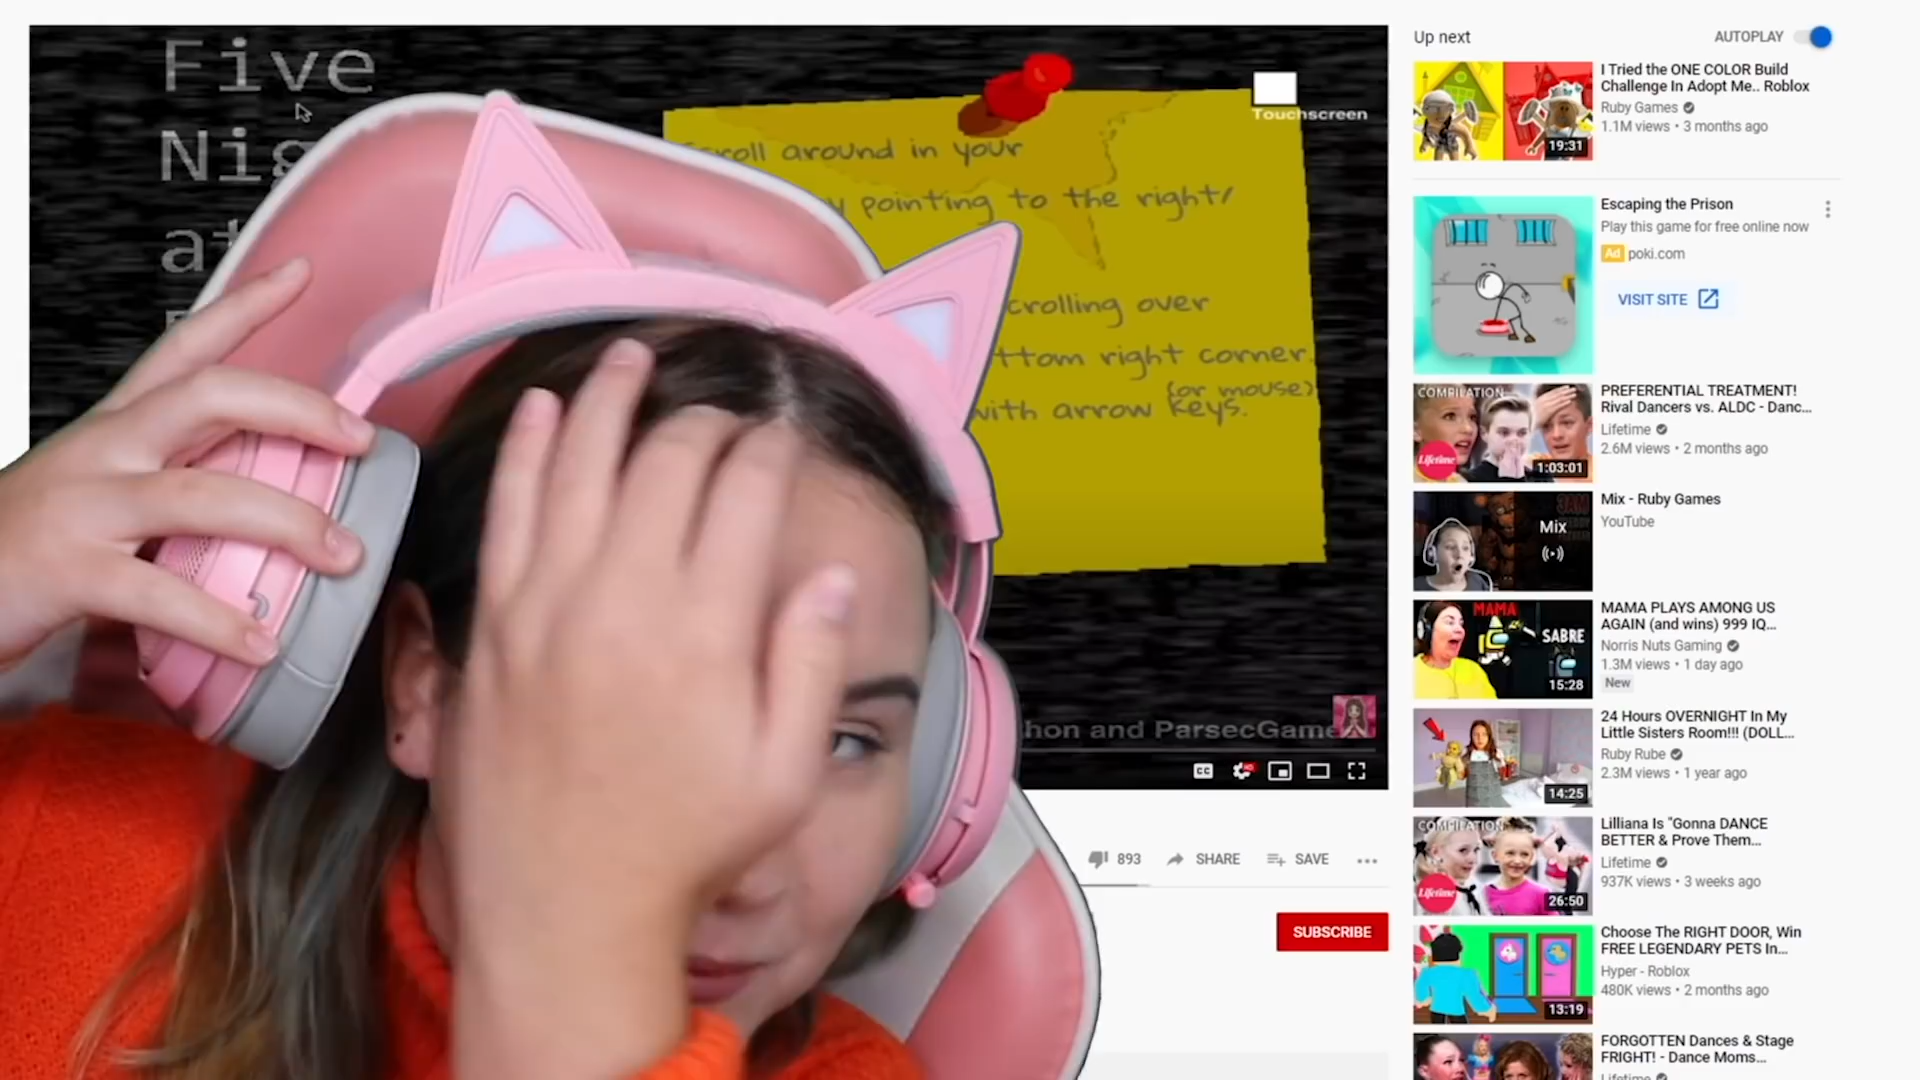 Five
Nig
at
Scroll around in your
pointing to the right/
crolling over
ttom right corner.
(or mouse)
with arrow keys.
Touchscreen
hon and ParsecGame
CC
HD
893
SHARE
SAVE
SUBSCRIBE
Up next
AUTOPLAY
I Tried the ONE COLOR Build
Challenge In Adopt Me.. Roblox
Ruby Games
1.1M views • 3 months ago
19:31
Escaping the Prison
Play this game for free online now
Ad poki.com
VISIT SITE
COMPILATION
Lifetime
1:03:01
PREFERENTIAL TREATMENT!
Rival Dancers vs. ALDC - Danc...
Lifetime
2.6M views • 2 months ago
3AM
Mix
Mix - Ruby Games
YouTube
MAMA
SABRE
15:28
MAMA PLAYS AMONG US
AGAIN (and wins) 999 IQ...
Norris Nuts Gaming
1.3M views • 1 day ago
New
14:25
24 Hours OVERNIGHT In My
Little Sisters Room!!! (DOLL...
Ruby Rube
2.3M views • 1 year ago
COMPILATION
Lifetime
26:50
Lilliana Is "Gonna DANCE
BETTER & Prove Them...
Lifetime
937K views • 3 weeks ago
13:19
Choose The RIGHT DOOR, Win
FREE LEGENDARY PETS In...
Hyper - Roblox
480K views • 2 months ago
FORGOTTEN Dances & Stage
FRIGHT! - Dance Moms...
Lifetime